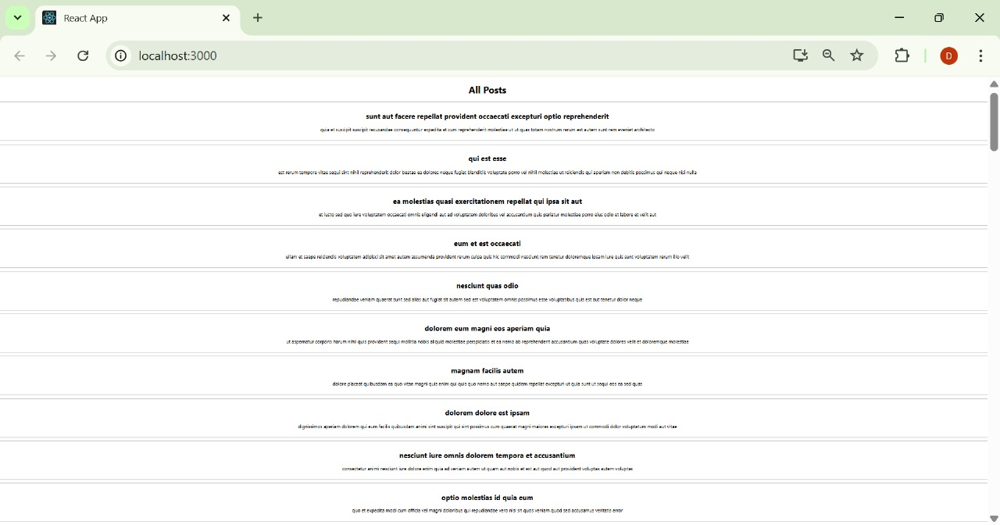 React App
localhost:3000
D
All Posts
sunt aut facere repellat provident occaecati excepturi optio reprehenderit
quia et suscipit suscipit recusandae consequuntur expedita et cum reprehenderit molestiae ut ut quas totam nostrum rerum est autem sunt rem eveniet architecto
qui est esse
est rerum tempore vitae sequi sint nihil reprehenderit dolor beatae ea dolores neque fugiat blanditiis voluptate porro vel nihil molestiae ut reiciendis qui aperiam non debitis possimus qui neque nisi nulla
ea molestias quasi exercitationem repellat qui ipsa sit aut
et iusto sed quo iure voluptatem occaecati omnis eligendi aut ad voluptatem doloribus vel accusantium quis pariatur molestiae porro eius odio et labore et velit aut
eum et est occaecati
ullam et saepe reiciendis voluptatem adipisci sit amet autem assumenda provident rerum culpa quis hic commodi nesciunt rem tenetur doloremque ipsam iure quis sunt voluptatem rerum illo velit
nesciunt quas odio
repudiandae veniam quaerat sunt sed alias aut fugiat sit autem sed est voluptatem omnis possimus esse voluptatibus quis est aut tenetur dolor neque
dolorem eum magni eos aperiam quia
ut aspernatur corporis harum nihil quis provident sequi mollitia nobis aliquid molestiae perspiciatis et ea nemo ab reprehenderit accusantium quas voluptate dolores velit et doloremque molestiae
magnam facilis autem
dolore placeat quibusdam ea quo vitae magni quis enim qui quis quo nemo aut saepe quidem repellat excepturi ut quia sunt ut sequi eos ea sed quas
dolorem dolore est ipsam
dignissimos aperiam dolorem qui eum facilis quibusdam animi sint suscipit qui sint possimus cum quaerat magni maiores excepturi ipsam ut commodi dolor voluptatum modi aut vitae
nesciunt iure omnis dolorem tempora et accusantium
consectetur animi nesciunt iure dolore enim quia ad veniam autem ut quam aut nobis et est aut quod aut provident voluptas autem voluptas
optio molestias id quia eum
quo et expedita modi cum officia vel magni doloribus qui repudiandae vero nisi sit quos veniam quod sed accusamus veritatis error